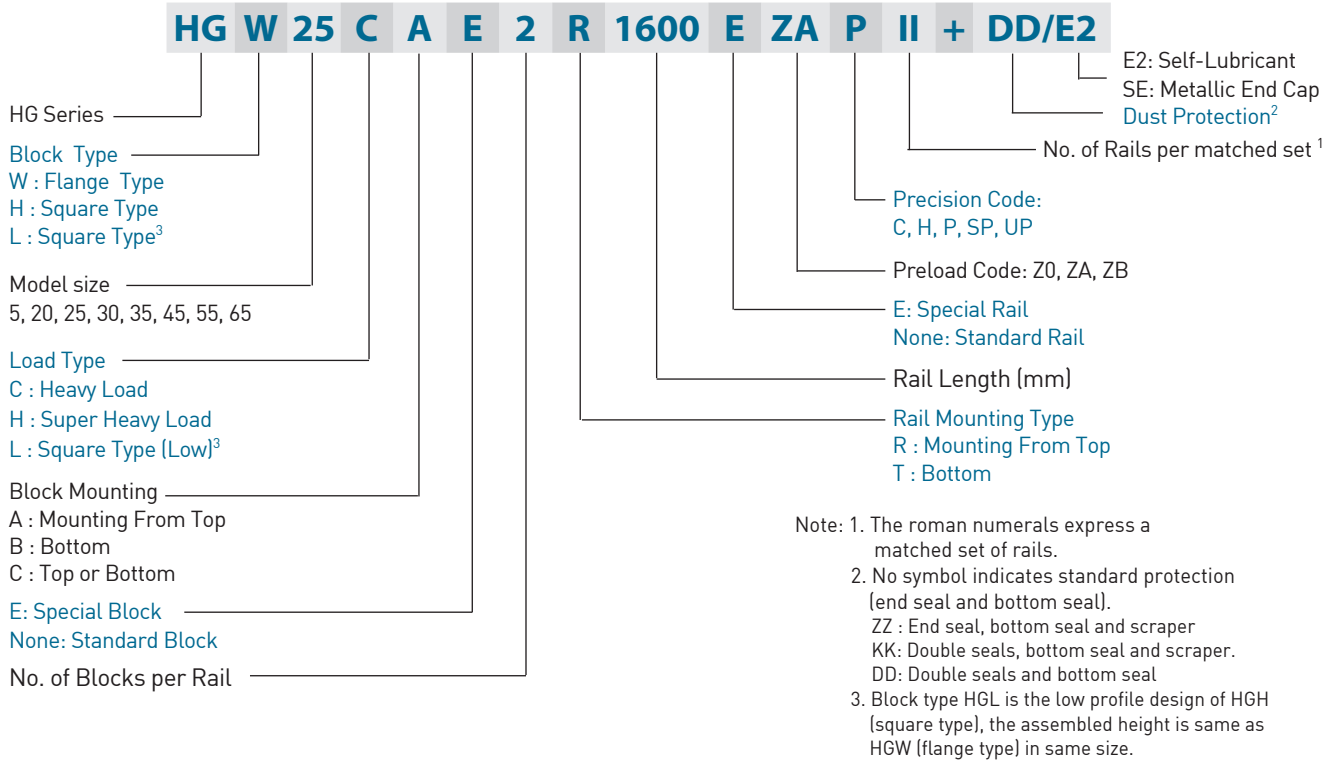 HG W 25 C A E 2 R 1600 E ZA P II + DD/E2
HG Series
Block Type
W : Flange Type
H : Square Type
L : Square Type³
Model size
5, 20, 25, 30, 35, 45, 55, 65
Load Type
C : Heavy Load
H : Super Heavy Load
L : Square Type (Low)³
Block Mounting
A : Mounting From Top
B : Bottom
C : Top or Bottom
E: Special Block
None: Standard Block
No. of Blocks per Rail
E2: Self-Lubricant
SE: Metallic End Cap
Dust Protection²
No. of Rails per matched set ¹
Precision Code:
C, H, P, SP, UP
Preload Code: Z0, ZA, ZB
E: Special Rail
None: Standard Rail
Rail Length (mm)
Rail Mounting Type
R : Mounting From Top
T : Bottom
Note: 1. The roman numerals express a
matched set of rails.
2. No symbol indicates standard protection
(end seal and bottom seal).
ZZ : End seal, bottom seal and scraper
KK: Double seals, bottom seal and scraper.
DD: Double seals and bottom seal
3. Block type HGL is the low profile design of HGH
(square type), the assembled height is same as
HGW (flange type) in same size.